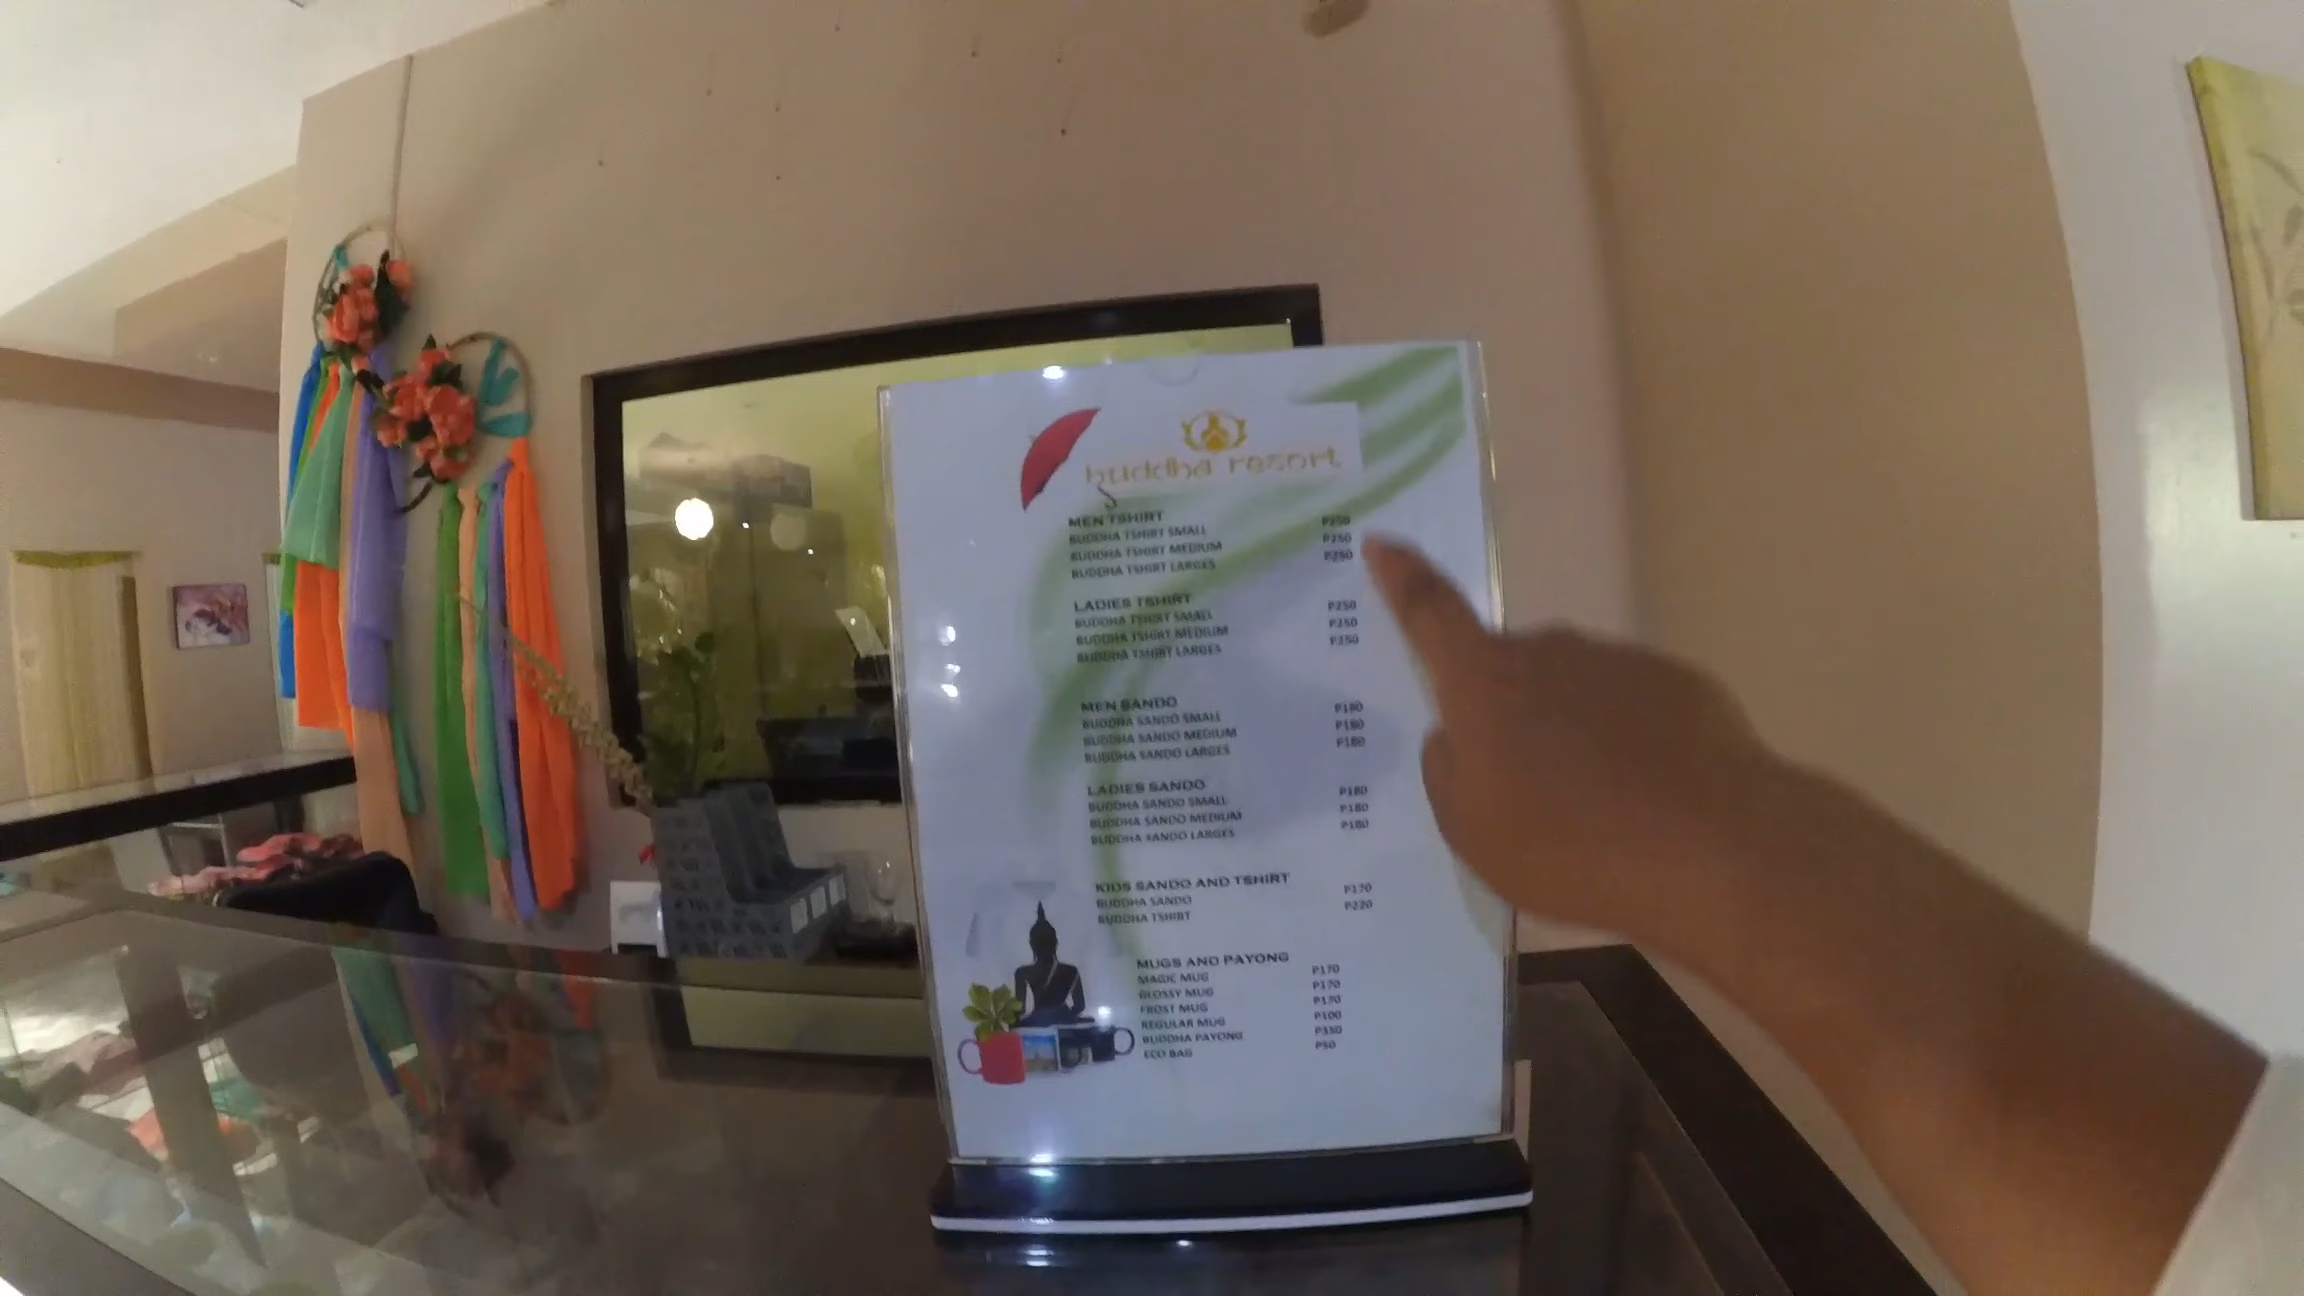 buddha resort
MEN TSHIRT
BUDDHA TSHIRT SMALL P250
BUDDHA TSHIRT MEDIUM P250
BUDDHA TSHIRT LARGES P250
LADIES TSHIRT
BUDDHA TSHIRT SMALL P250
BUDDHA TSHIRT MEDIUM P250
BUDDHA TSHIRT LARGES P250
MEN SANDO
BUDDHA SANDO SMALL P180
BUDDHA SANDO MEDIUM P180
BUDDHA SANDO LARGES P180
LADIES SANDO
BUDDHA SANDO SMALL P180
BUDDHA SANDO MEDIUM P180
BUDDHA SANDO LARGES P180
KIDS SANDO AND TSHIRT
BUDDHA SANDO P170
BUDDHA TSHIRT P220
MUGS AND PAYONG
MAGIC MUG P170
GLOSSY MUG P170
FROST MUG P170
REGULAR MUG P100
BUDDHA PAYONG P350
ECO BAG P50